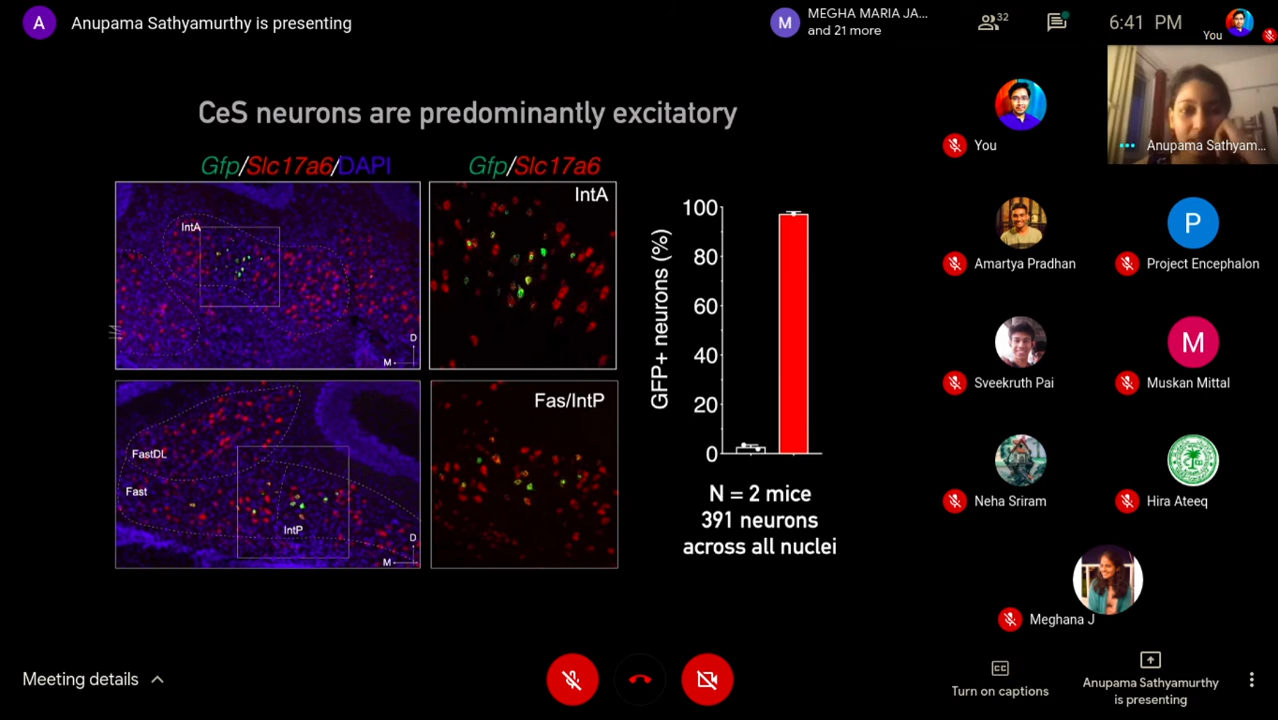 A
Anupama Sathyamurthy is presenting
M
MEGHA MARIA JA...
and 21 more
32
6:41 PM
You
CeS neurons are predominantly excitatory
Gfp/Slc17a6/DAPI
Gfp/Slc17a6
IntA
IntA
D
M
FastDL
Fast
IntP
D
M
Fas/IntP
GFP+ neurons (%)
100
80
60
40
20
0
N = 2 mice
391 neurons
across all nuclei
You
Anupama Sathyam...
Amartya Pradhan
P
Project Encephalon
Sveekruth Pai
M
Muskan Mittal
Neha Sriram
Hira Ateeq
Meghana J
Meeting details
CC
Turn on captions
Anupama Sathyamurthy
is presenting